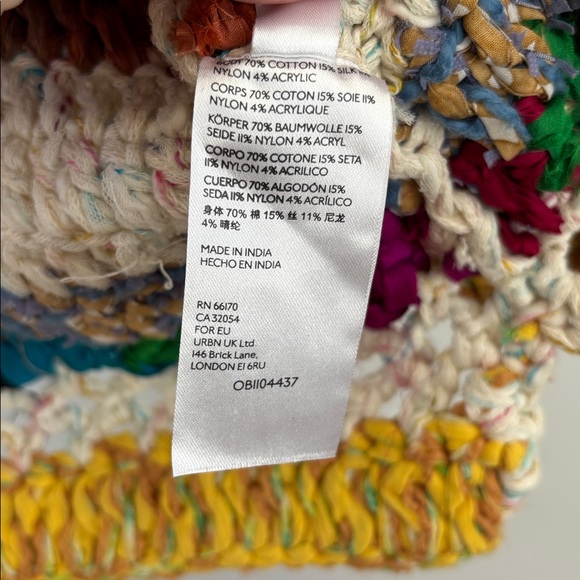 BODY 70% COTTON 15% SILK 11%
NYLON 4% ACRYLIC
CORPS 70% COTON 15% SOIE 11%
NYLON 4% ACRYLIQUE
KÖRPER 70% BAUMWOLLE 15%
SEIDE 11% NYLON 4% ACRYL
CORPO 70% COTONE 15% SETA
11% NYLON 4% ACRILICO
CUERPO 70% ALGODÓN 15%
SEDA 11% NYLON 4% ACRÍLICO
身体 70% 棉 15% 丝 11% 尼龙
4% 晴纶
MADE IN INDIA
HECHO EN INDIA
RN 66170
CA 32054
FOR EU
URBN UK Ltd
146 Brick Lane,
LONDON E1 6RU
OB1104437